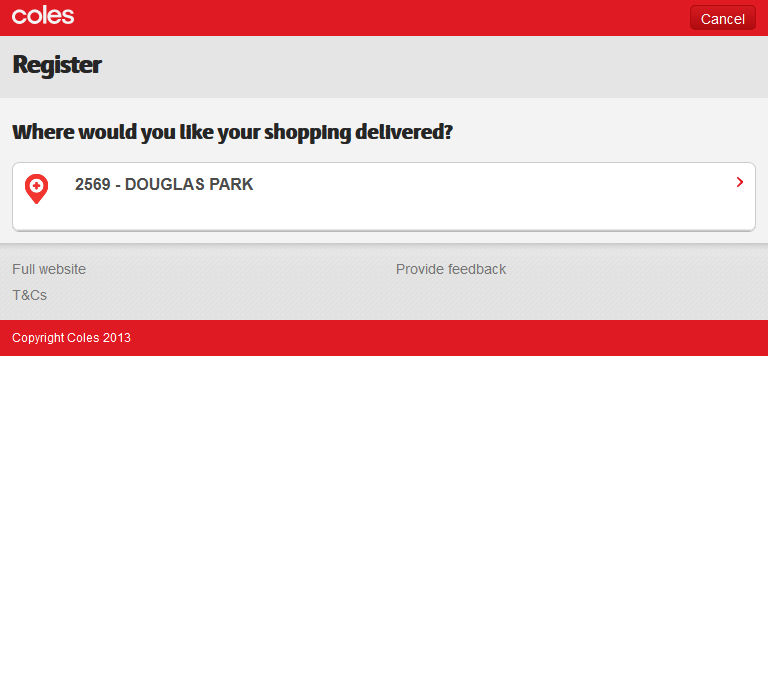 coles
Cancel
Register
Where would you like your shopping delivered?
2569 - DOUGLAS PARK
Full website
Provide feedback
T&Cs
Copyright Coles 2013